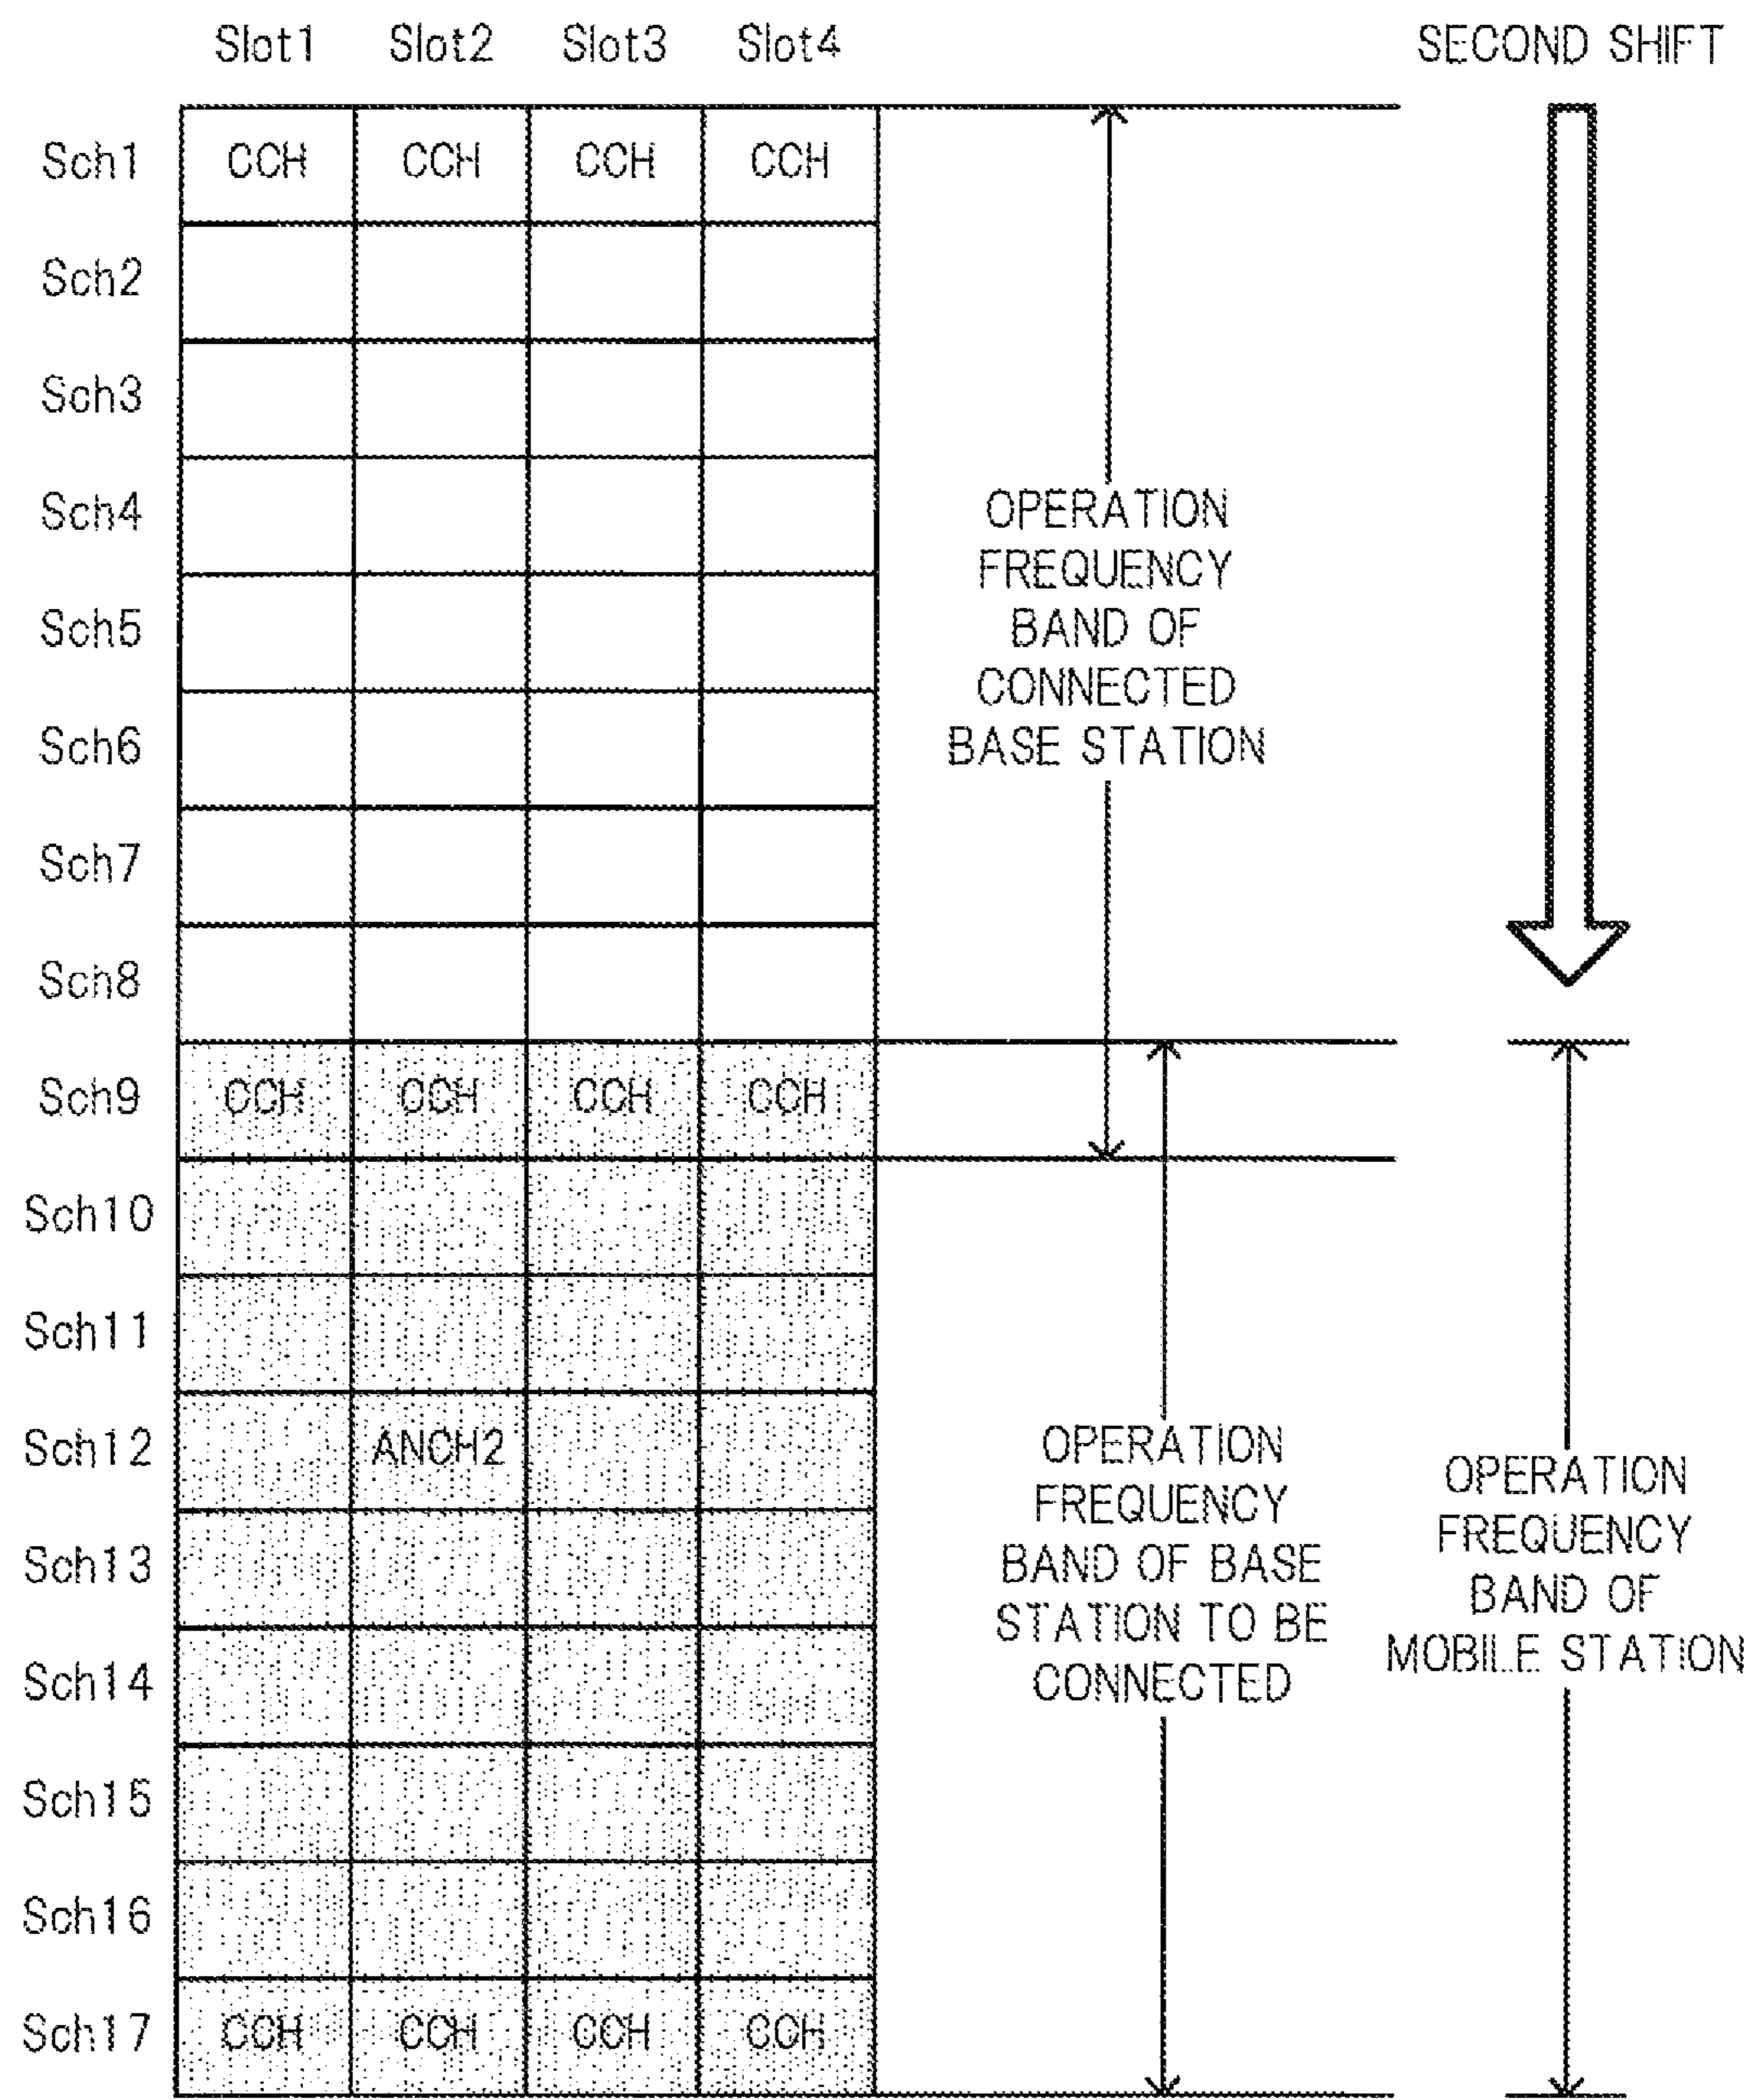 Slot1 Slot2 Slot3 Slot4 SECOND SHIFT
Sch1 CCH CCH CCH CCH
Sch2
Sch3
Sch4
Sch5
Sch6
Sch7
Sch8
OPERATION
FREQUENCY
BAND OF
CONNECTED
BASE STATION
Sch9 CCH CCH CCH CCH
Sch10
Sch11
Sch12 ANCH2
Sch13
Sch14
Sch15
Sch16
Sch17 CCH CCH CCH CCH
OPERATION
FREQUENCY
BAND OF BASE
STATION TO BE
CONNECTED
OPERATION
FREQUENCY
BAND OF
MOBILE STATION